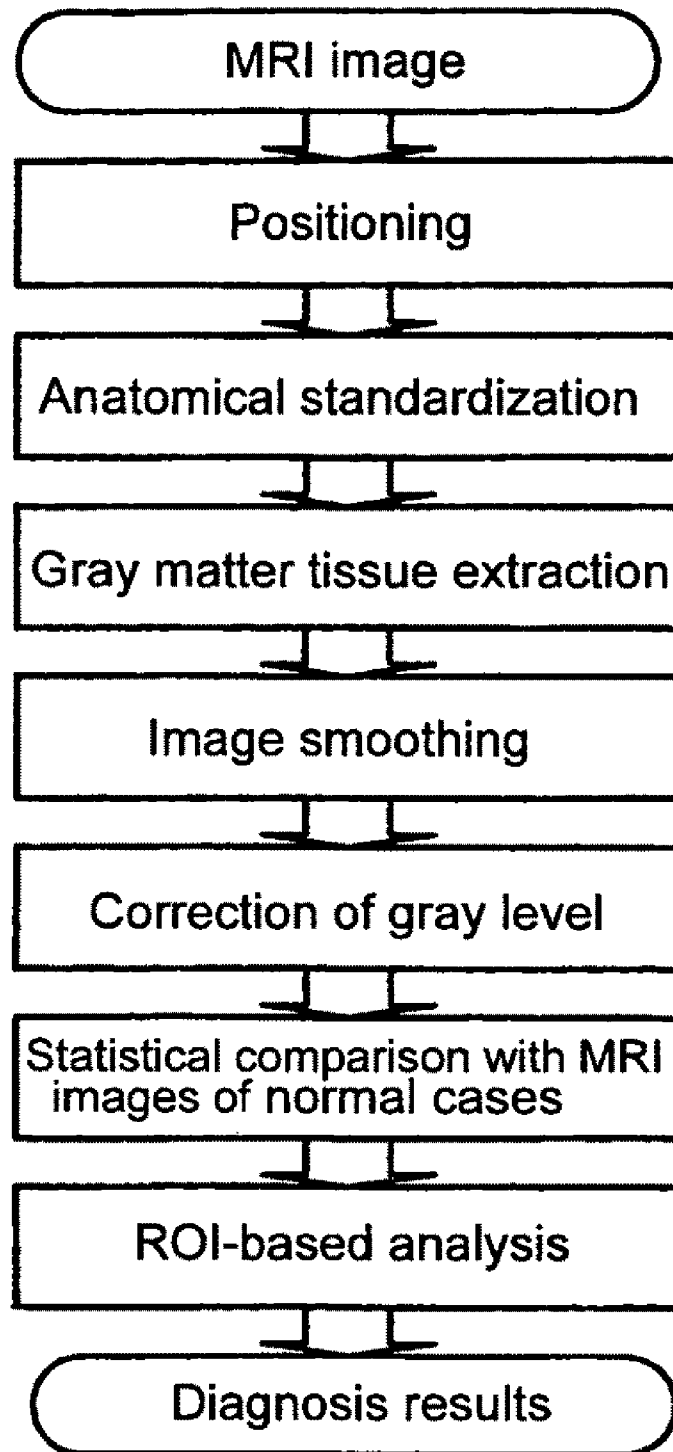 MRI image
Positioning
Anatomical standardization
Gray matter tissue extraction
Image smoothing
Correction of gray level
Statistical comparison with MRI
images of normal cases
ROI-based analysis
Diagnosis results